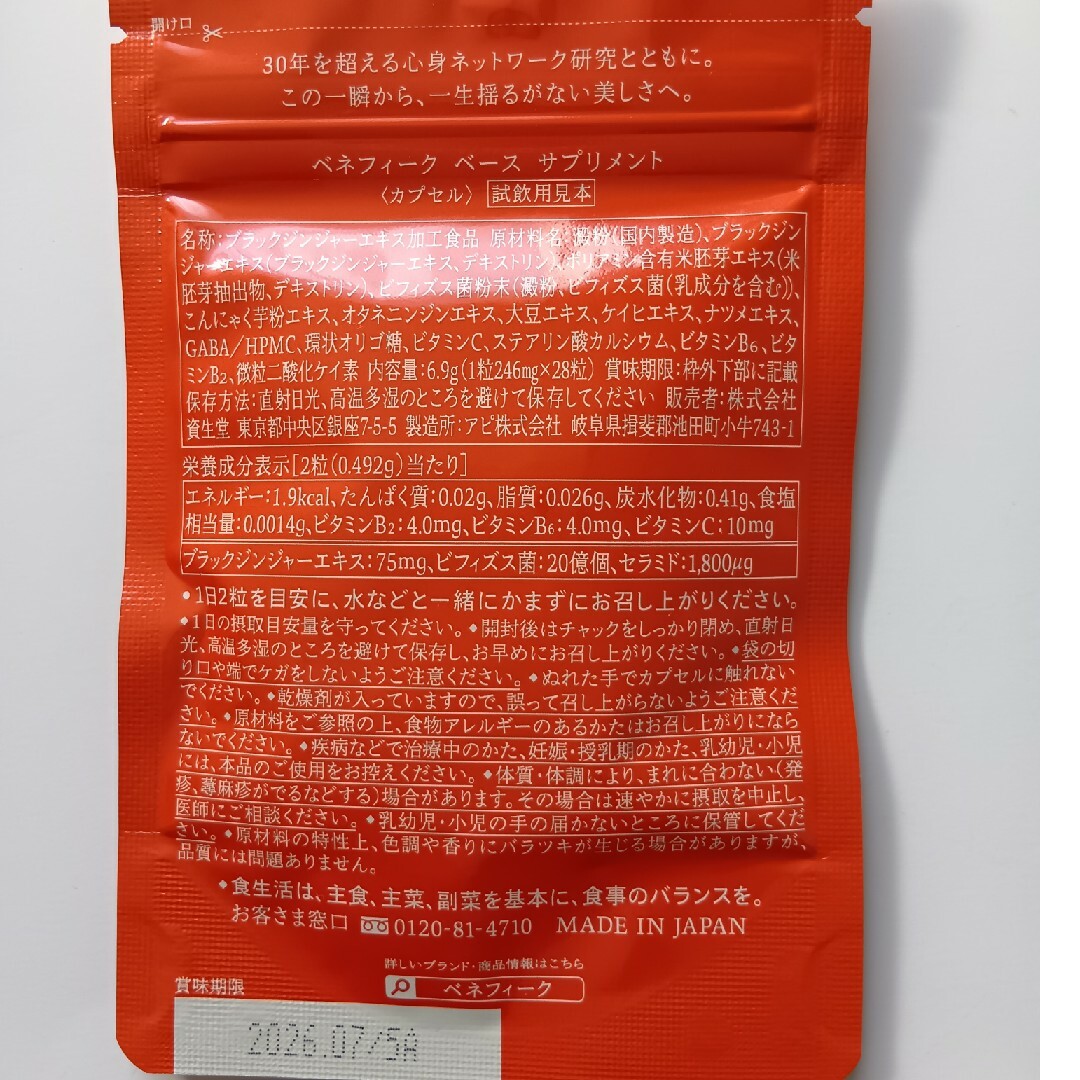 開け口
30年を超える心身ネットワーク研究とともに。
この一瞬から、一生揺るがない美しさへ。
ベネフィーク ベース サプリメント
〈カプセル〉 試飲用見本
名称:ブラックジンジャーエキス加工食品 原材料名:澱粉(国内製造)、ブラックジン
ジャーエキス(ブラックジンジャーエキス、デキストリン)、ポリアミン含有米胚芽エキス(米
胚芽抽出物、デキストリン)、ビフィズス菌粉末(澱粉、ビフィズス菌(乳成分を含む))、
こんにゃく芋粉エキス、オタネニンジンエキス、大豆エキス、ケイヒエキス、ナツメエキス、
GABA/HPMC、環状オリゴ糖、ビタミンC、ステアリン酸カルシウム、ビタミンB₆、ビタ
ミンB₂、微粒二酸化ケイ素 内容量:6.9g(1粒246mg×28粒) 賞味期限:枠外下部に記載
保存方法:直射日光、高温多湿のところを避けて保存してください 販売者:株式会社
資生堂 東京都中央区銀座7-5-5 製造所:アピ株式会社 岐阜県揖斐郡池田町小牛743-1
栄養成分表示[2粒(0.492g)当たり]
エネルギー:1.9kcal、たんぱく質:0.02g、脂質:0.026g、炭水化物:0.41g、食塩
相当量:0.0014g、ビタミンB₂:4.0mg、ビタミンB₆:4.0mg、ビタミンC:10mg
ブラックジンジャーエキス:75mg、ビフィズス菌:20億個、セラミド:1,800μg
●1日2粒を目安に、水などと一緒にかまずにお召し上がりください。
◆1日の摂取目安量を守ってください。◆開封後はチャックをしっかり閉め、直射日
光、高温多湿のところを避けて保存し、お早めにお召し上がりください。◆袋の切
り口や端でケガをしないようご注意ください。◆ぬれた手でカプセルに触れない
でください。◆乾燥剤が入っていますので、誤って召し上がらないようご注意くだ
さい。◆原材料をご参照の上、食物アレルギーのあるかたはお召し上がりになら
ないでください。◆疾病などで治療中のかた、妊娠・授乳期のかた、乳幼児・小児
には、本品のご使用をお控えください。◆体質・体調により、まれに合わない(発
疹、蕁麻疹がでるなどする)場合があります。その場合は速やかに摂取を中止し、
医師にご相談ください。◆乳幼児・小児の手の届かないところに保管してくだ
さい。◆原材料の特性上、色調や香りにバラツキが生じる場合がありますが、
品質には問題ありません。
◆食生活は、主食、主菜、副菜を基本に、食事のバランスを。
お客さま窓口 0120-81-4710 MADE IN JAPAN
詳しいブランド・商品情報はこちら
ベネフィーク
賞味期限
2026.07/5A